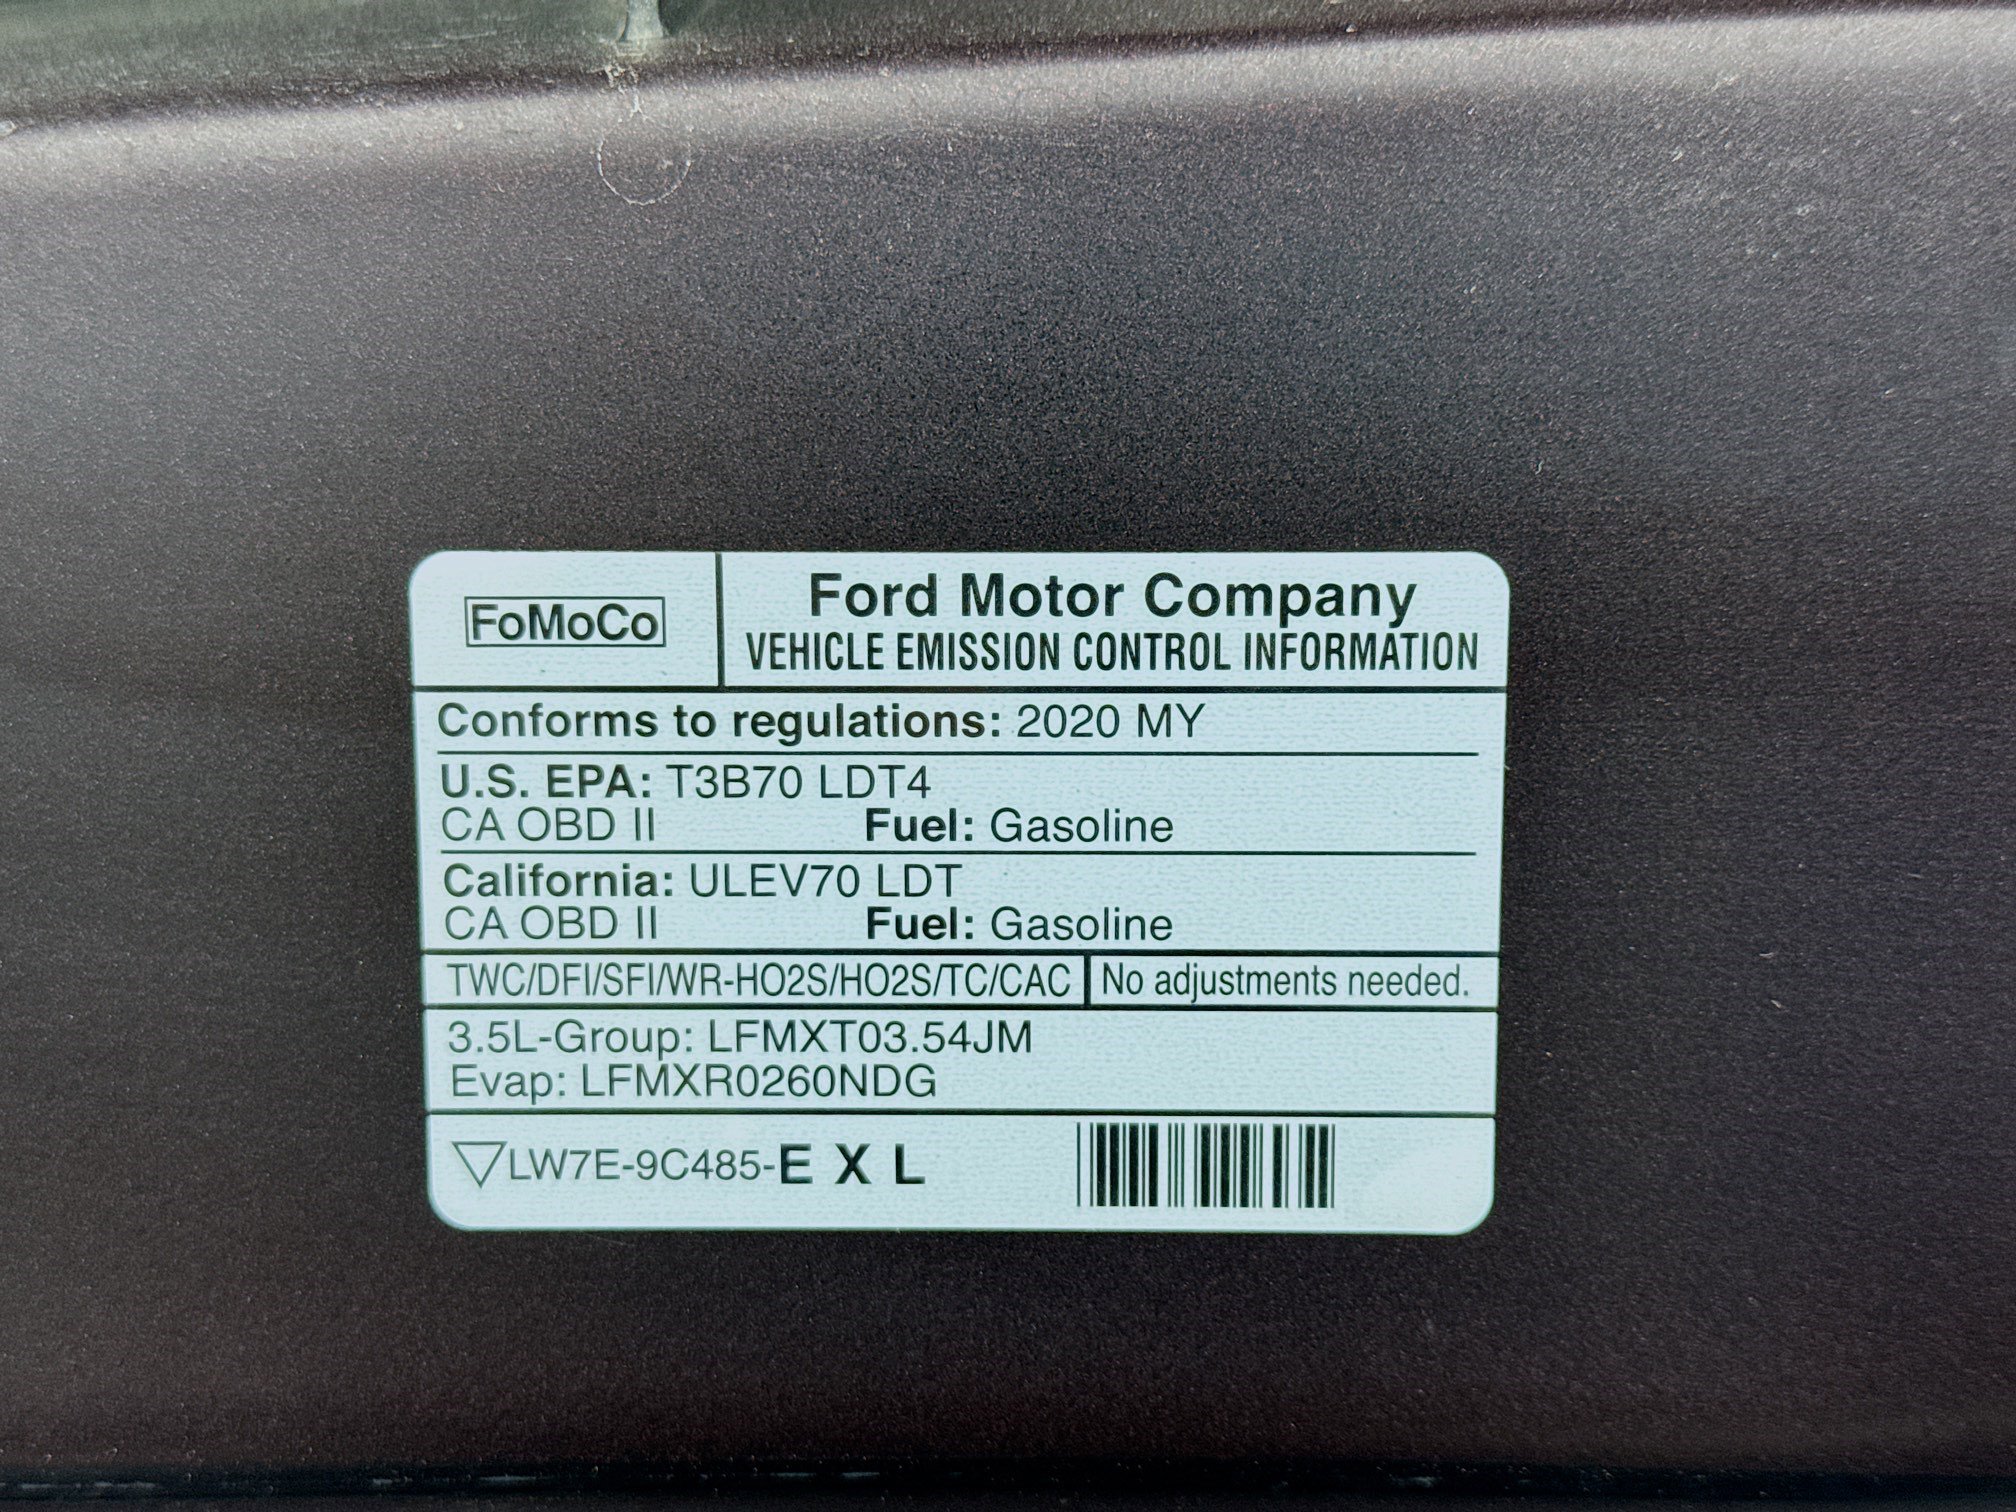 FoMoCo
Ford Motor Company
VEHICLE EMISSION CONTROL INFORMATION
Conforms to regulations: 2020 MY
U.S. EPA: T3B70 LDT4
CA OBD II Fuel: Gasoline
California: ULEV70 LDT
CA OBD II Fuel: Gasoline
TWC/DFI/SFI/WR-HO2S/HO2S/TC/CAC No adjustments needed.
3.5L-Group: LFMXT03.54JM
Evap: LFMXR0260NDG
LW7E-9C485-E X L